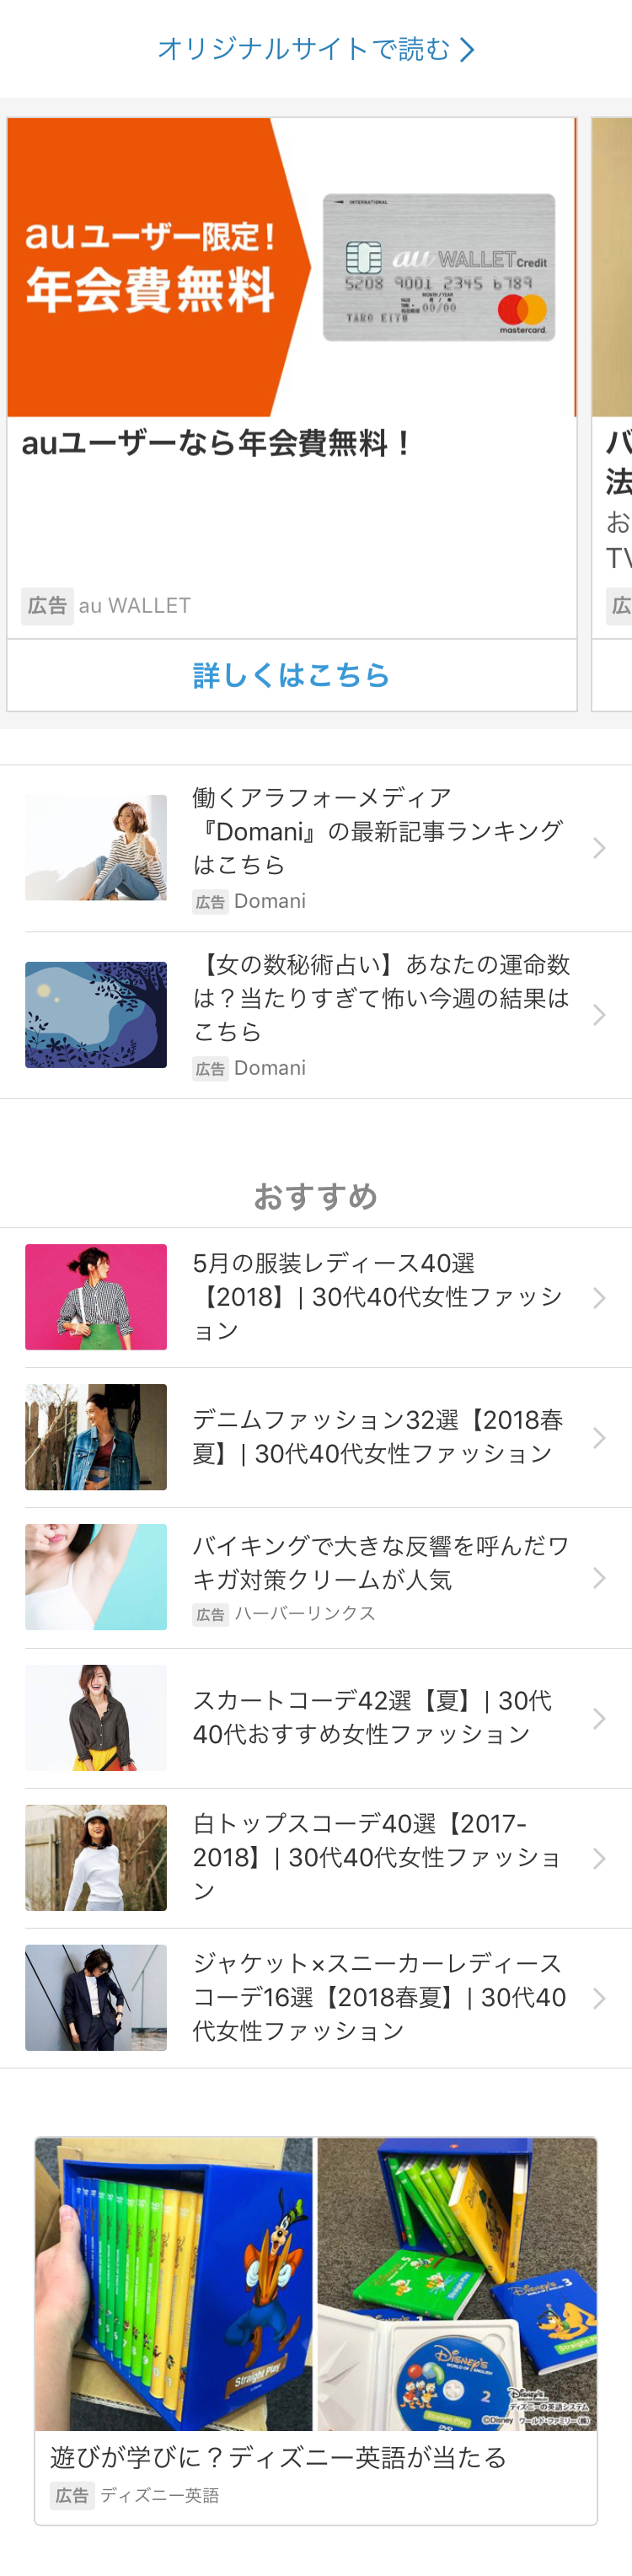 オリジナルサイトで読む
auユーザー限定！
年会費無料
INTERNATIONAL
au WALLET Credit
5208 9001 2345 6789
MONTH/YEAR
00/00
TARO EITU
mastercard.
auユーザーなら年会費無料！
広告 au WALLET
詳しくはこちら
バ
法
お
TV
広
働くアラフォーメディア
『Domani』の最新記事ランキング
はこちら
広告 Domani
【女の数秘術占い】あなたの運命数
は？当たりすぎて怖い今週の結果は
こちら
広告 Domani
おすすめ
5月の服装レディース40選
【2018】| 30代40代女性ファッシ
ョン
デニムファッション32選【2018春
夏】| 30代40代女性ファッション
バイキングで大きな反響を呼んだワ
キガ対策クリームが人気
広告 ハーバーリンクス
スカートコーデ42選【夏】| 30代
40代おすすめ女性ファッション
白トップスコーデ40選【2017-
2018】| 30代40代女性ファッショ
ン
ジャケット×スニーカーレディース
コーデ16選【2018春夏】| 30代40
代女性ファッション
Straight Play
Straight Play
Disney's
3
Straight Play
Disney's
WORLD OF ENGLISH
Straight Play
2
DVD
Disney's
ディズニーの英語システム
©Disney ワールド・ファミリー(株)
遊びが学びに？ディズニー英語が当たる
広告 ディズニー英語